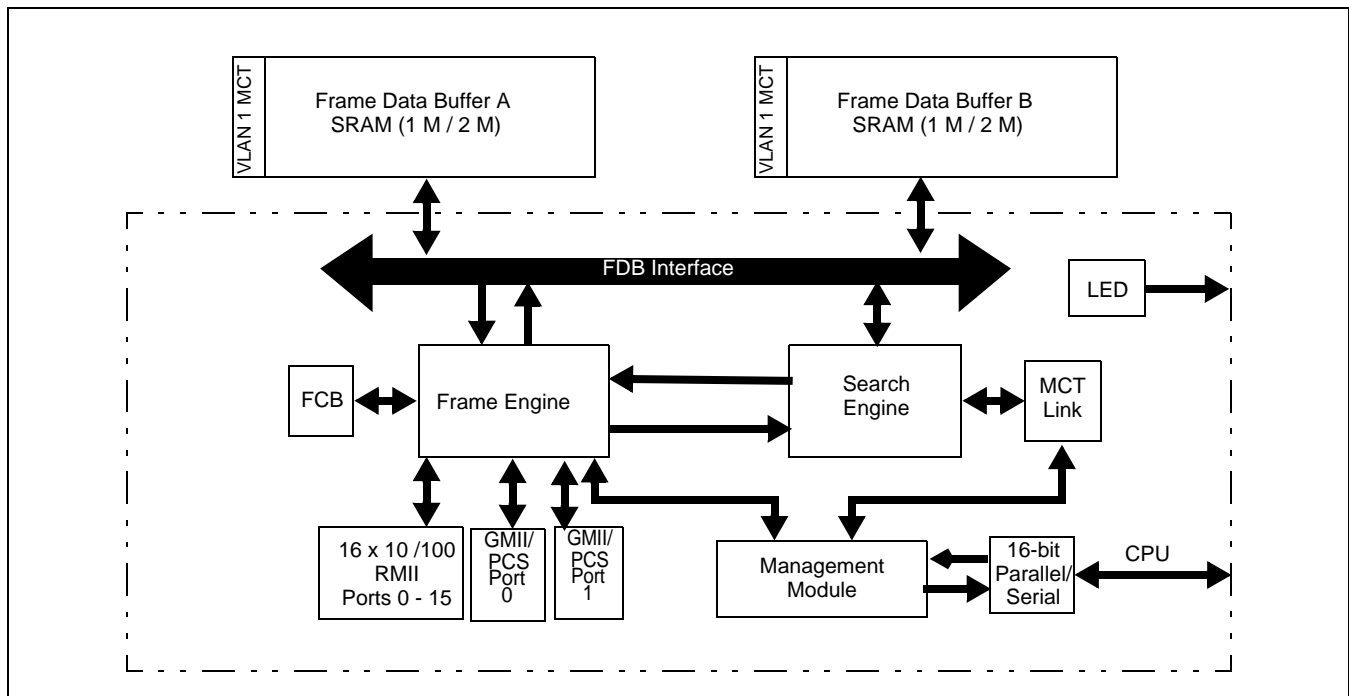 VLAN 1 MCT
Frame Data Buffer A
SRAM (1 M / 2 M)
VLAN 1 MCT
Frame Data Buffer B
SRAM (1 M / 2 M)
FDB Interface
LED
FCB
Frame Engine
Search
Engine
MCT
Link
16 x 10 /100
RMII
Ports 0 - 15
GMII/
PCS
Port
0
GMII/
PCS
Port
1
Management
Module
16-bit
Parallel/
Serial
CPU